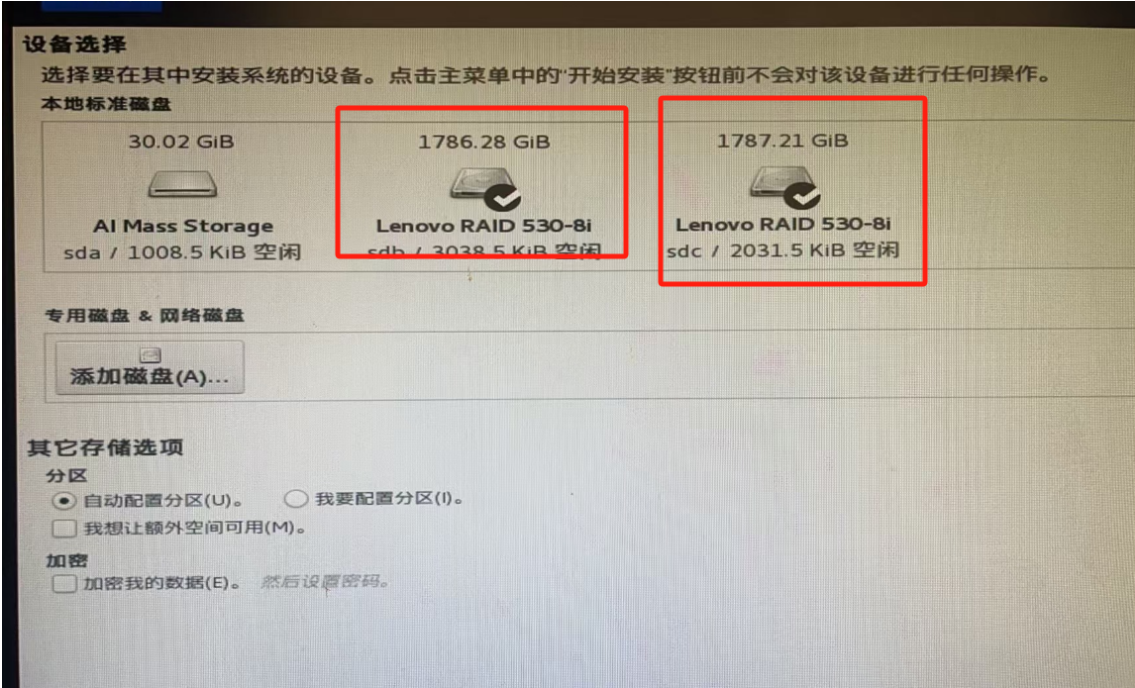 设备选择
选择要在其中安装系统的设备。点击主菜单中的"开始安装"按钮前不会对该设备进行任何操作。
本地标准磁盘
30.02 GiB
AI Mass Storage
sda / 1008.5 KiB 空闲
1786.28 GiB
Lenovo RAID 530-8i
sdb / 3038.5 KiB 空闲
1787.21 GiB
Lenovo RAID 530-8i
sdc / 2031.5 KiB 空闲
专用磁盘 & 网络磁盘
添加磁盘(A)...
其它存储选项
分区
自动配置分区(U)。 我要配置分区(I)。
我想让额外空间可用(M)。
加密
加密我的数据(E)。 然后设置密码。